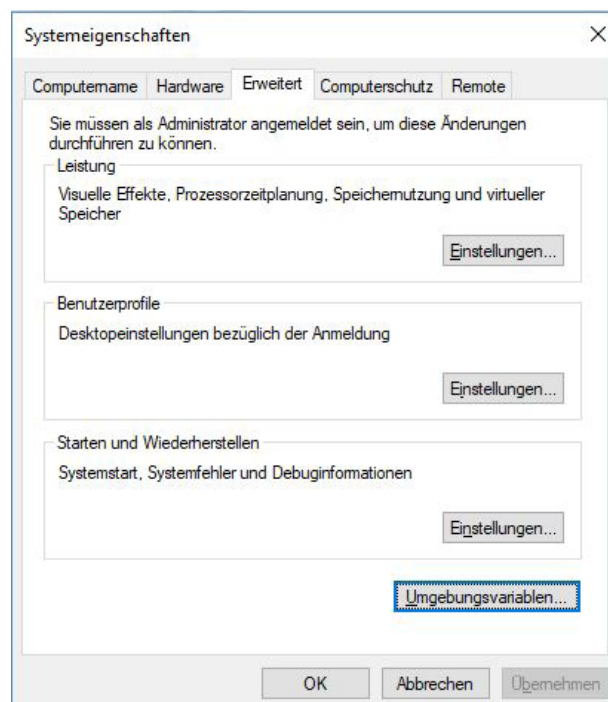 Systemeigenschaften
Computername Hardware Erweitert Computerschutz Remote
Sie müssen als Administrator angemeldet sein, um diese Änderungen
durchführen zu können.
Leistung
Visuelle Effekte, Prozessorzeitplanung, Speichernutzung und virtueller
Speicher
Einstellungen...
Benutzerprofile
Desktopeinstellungen bezüglich der Anmeldung
Einstellungen...
Starten und Wiederherstellen
Systemstart, Systemfehler und Debuginformationen
Einstellungen...
Umgebungsvariablen...
OK Abbrechen Übernehmen